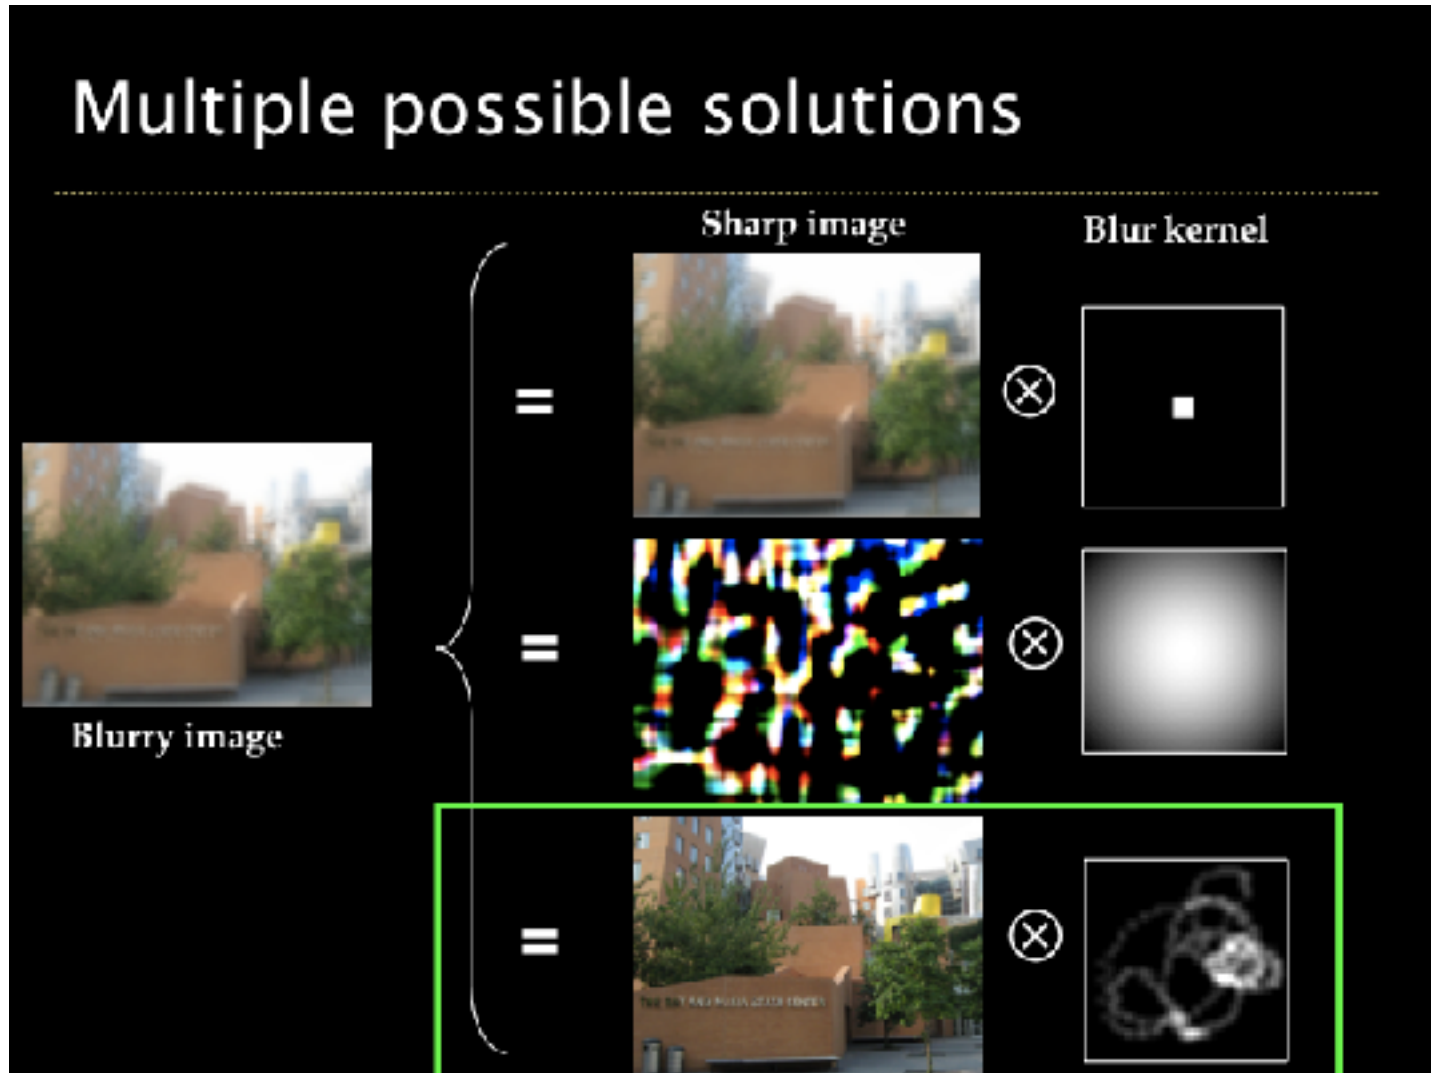 Multiple possible solutions
Sharp image
Blur kernel
=
=
Blurry image
=